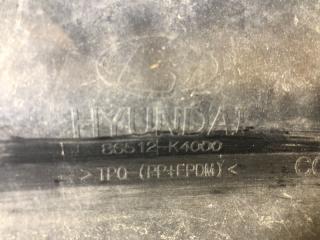 HYUNDAI
86512-K4000
>TPO (PP+EPDM)<